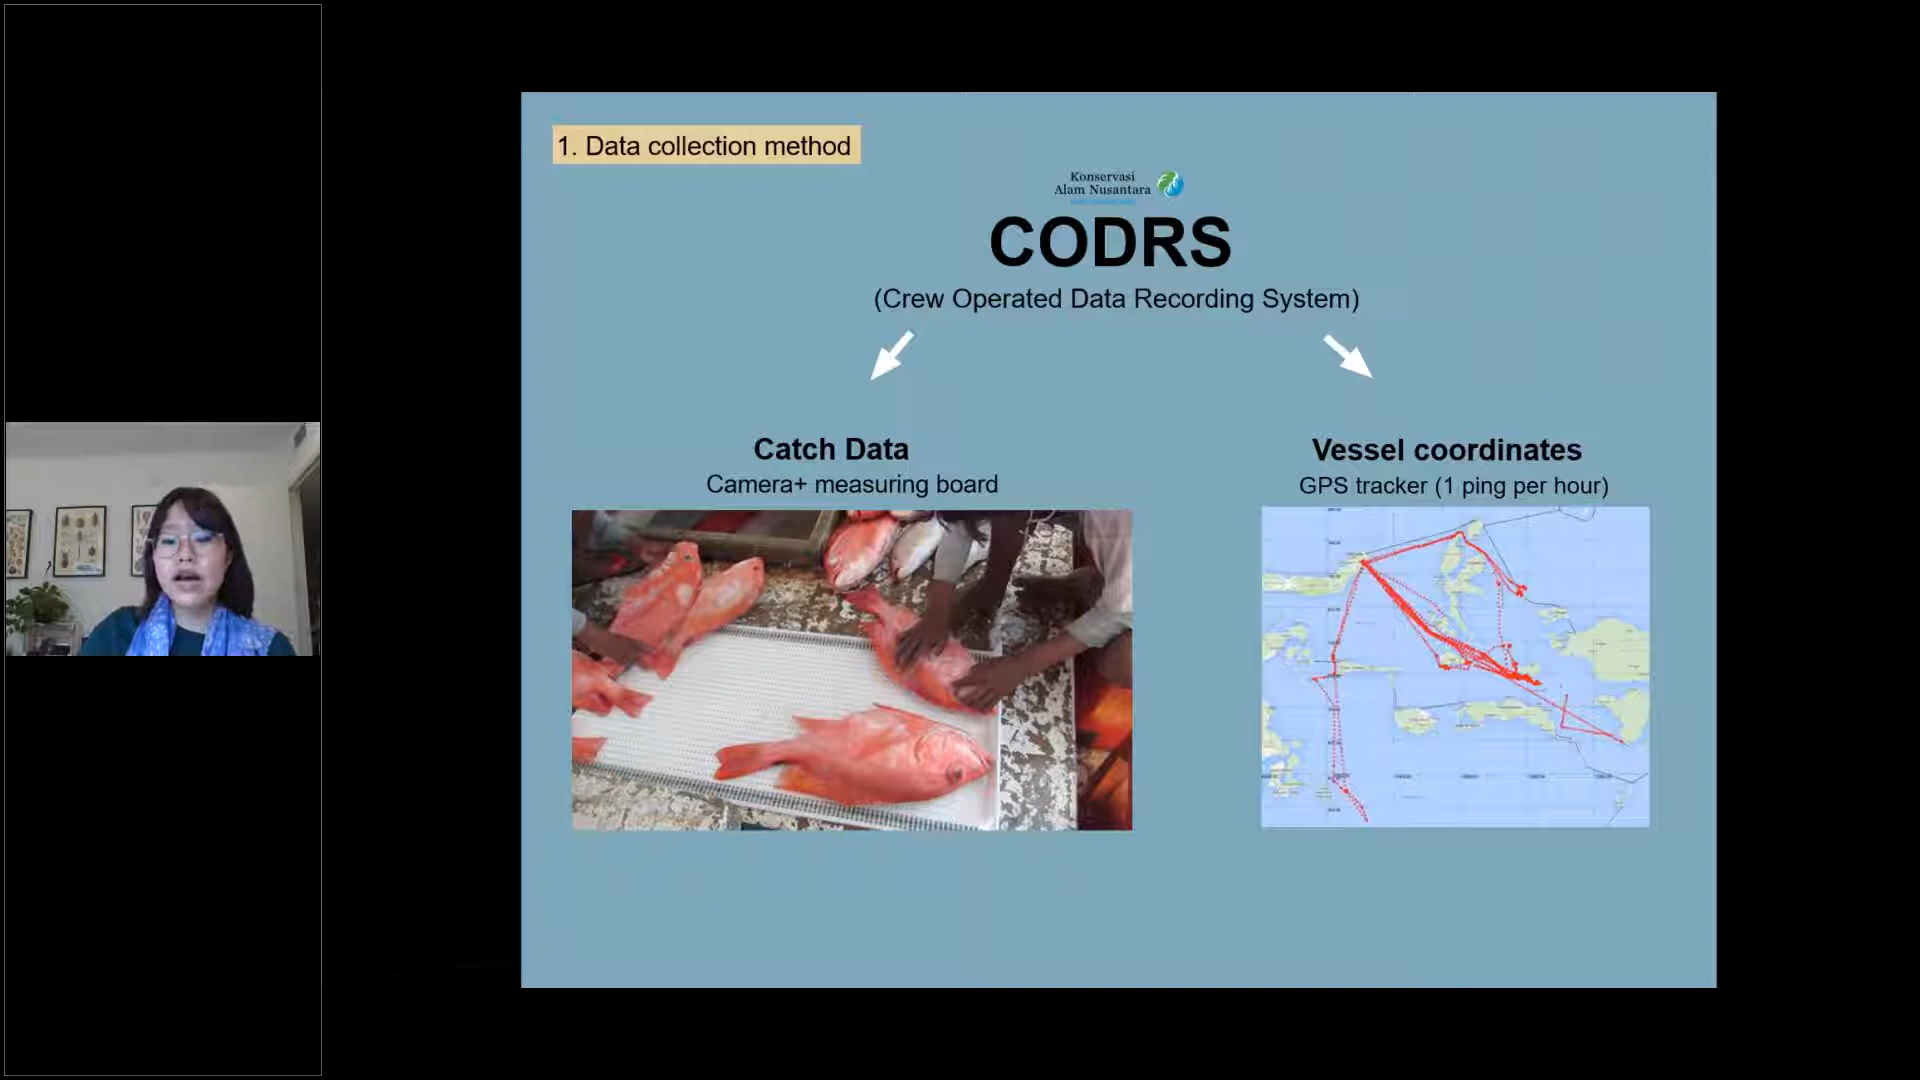 1. Data collection method
Konservasi
Alam Nusantara
CODRS
(Crew Operated Data Recording System)
Catch Data
Camera+ measuring board
Vessel coordinates
GPS tracker (1 ping per hour)